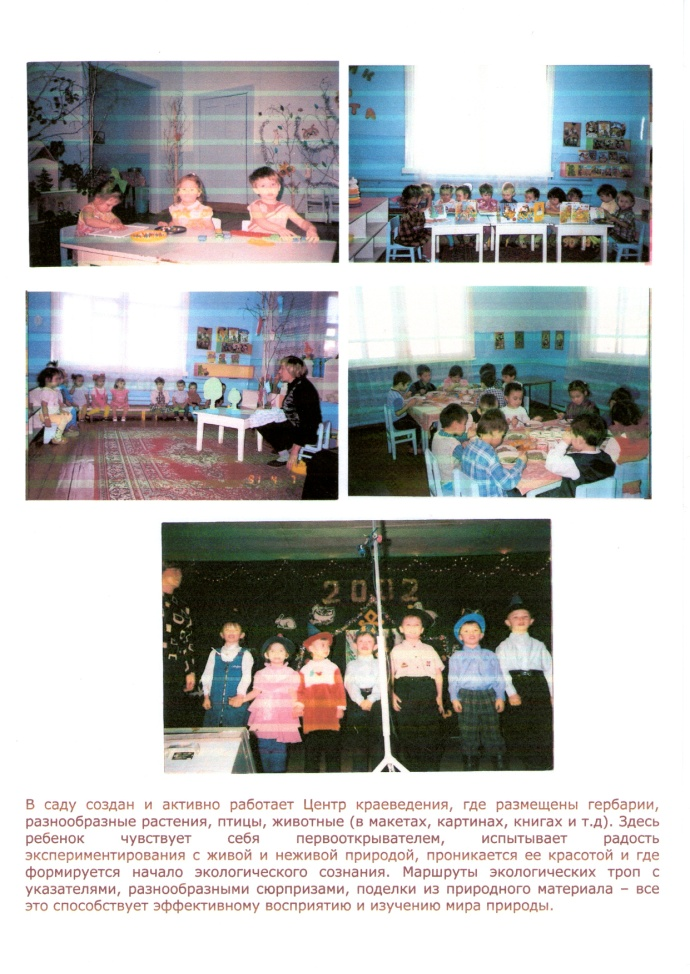 2002
В саду создан и активно работает Центр краеведения, где размещены гербарии,
разнообразные растения, птицы, животные (в макетах, картинах, книгах и т.д). Здесь
ребенок чувствует себя первооткрывателем, испытывает радость
экспериментирования с живой и неживой природой, проникается ее красотой и где
формируется начало экологического сознания. Маршруты экологических троп с
указателями, разнообразными сюрпризами, поделки из природного материала – все
это способствует эффективному восприятию и изучению мира природы.